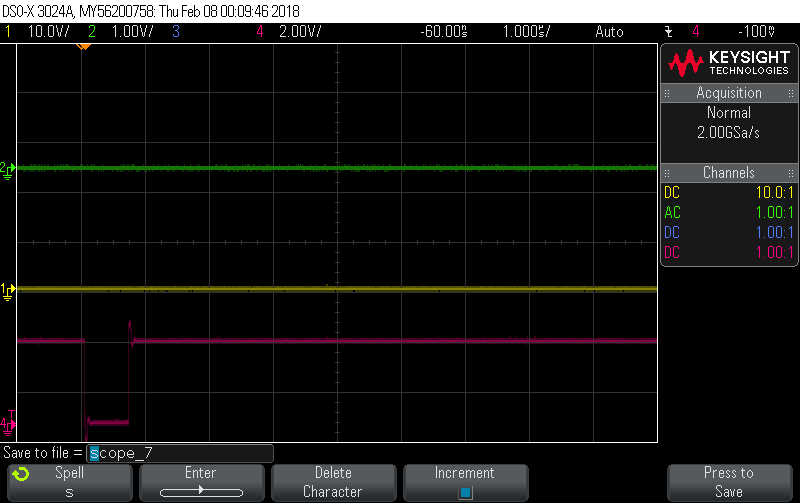 DSO-X 3024A, MY56200758: Thu Feb 08 00:09:46 2018
1 10.0V/ 2 1.00V/ 3 4 2.00V/ -60.00ns 1.000s/ Auto 4 -100mV
KEYSIGHT
TECHNOLOGIES
Acquisition
Normal
2.00GSa/s
Channels
DC 10.0:1
AC 1.00:1
DC 1.00:1
DC 1.00:1
2
1
T
4
Save to file = scope_7
Spell
s
Enter
Delete
Character
Increment
Press to
Save